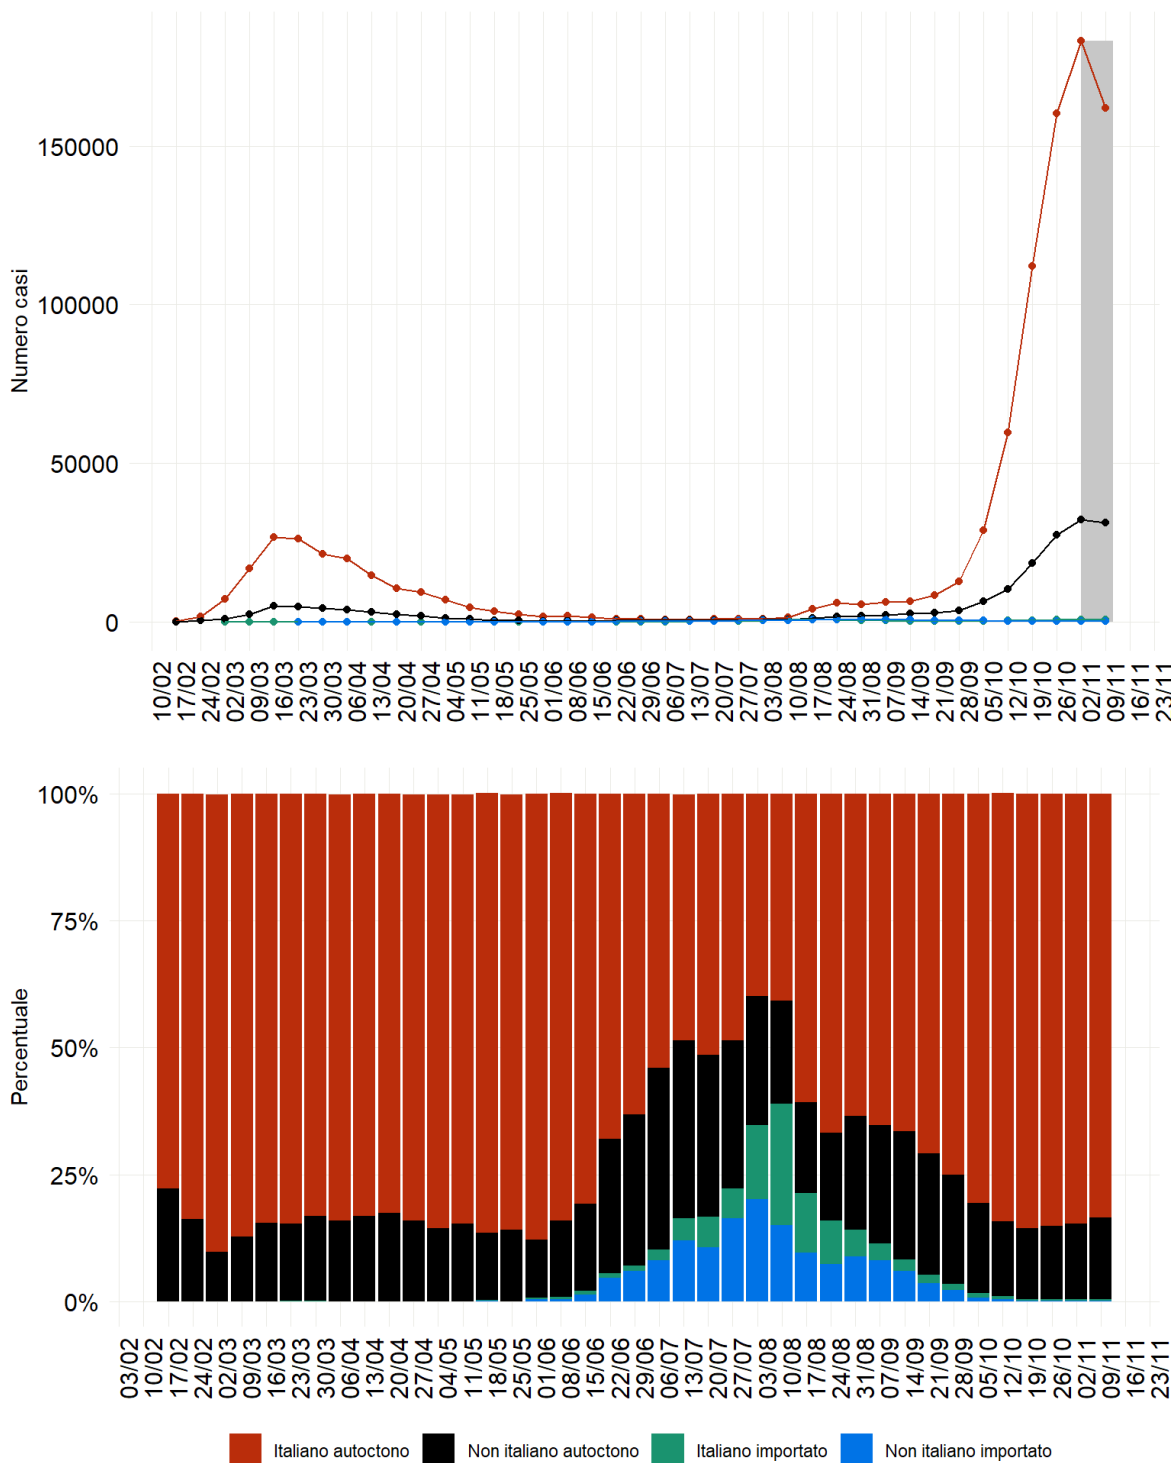 Numero casi
150000
100000
50000
0
10/02 17/02 24/02 02/03 09/03 16/03 23/03 30/03 06/04 13/04 20/04 27/04 04/05 11/05 18/05 25/05 01/06 08/06 15/06 22/06 29/06 06/07 13/07 20/07 27/07 03/08 10/08 17/08 24/08 31/08 07/09 14/09 21/09 28/09 05/10 12/10 19/10 26/10 02/11 09/11 16/11 23/11
Percentuale
100%
75%
50%
25%
0%
03/02 10/02 17/02 24/02 02/03 09/03 16/03 23/03 30/03 06/04 13/04 20/04 27/04 04/05 11/05 18/05 25/05 01/06 08/06 15/06 22/06 29/06 06/07 13/07 20/07 27/07 03/08 10/08 17/08 24/08 31/08 07/09 14/09 21/09 28/09 05/10 12/10 19/10 26/10 02/11 09/11 16/11 23/11
Italiano autoctono Non italiano autoctono Italiano importato Non italiano importato